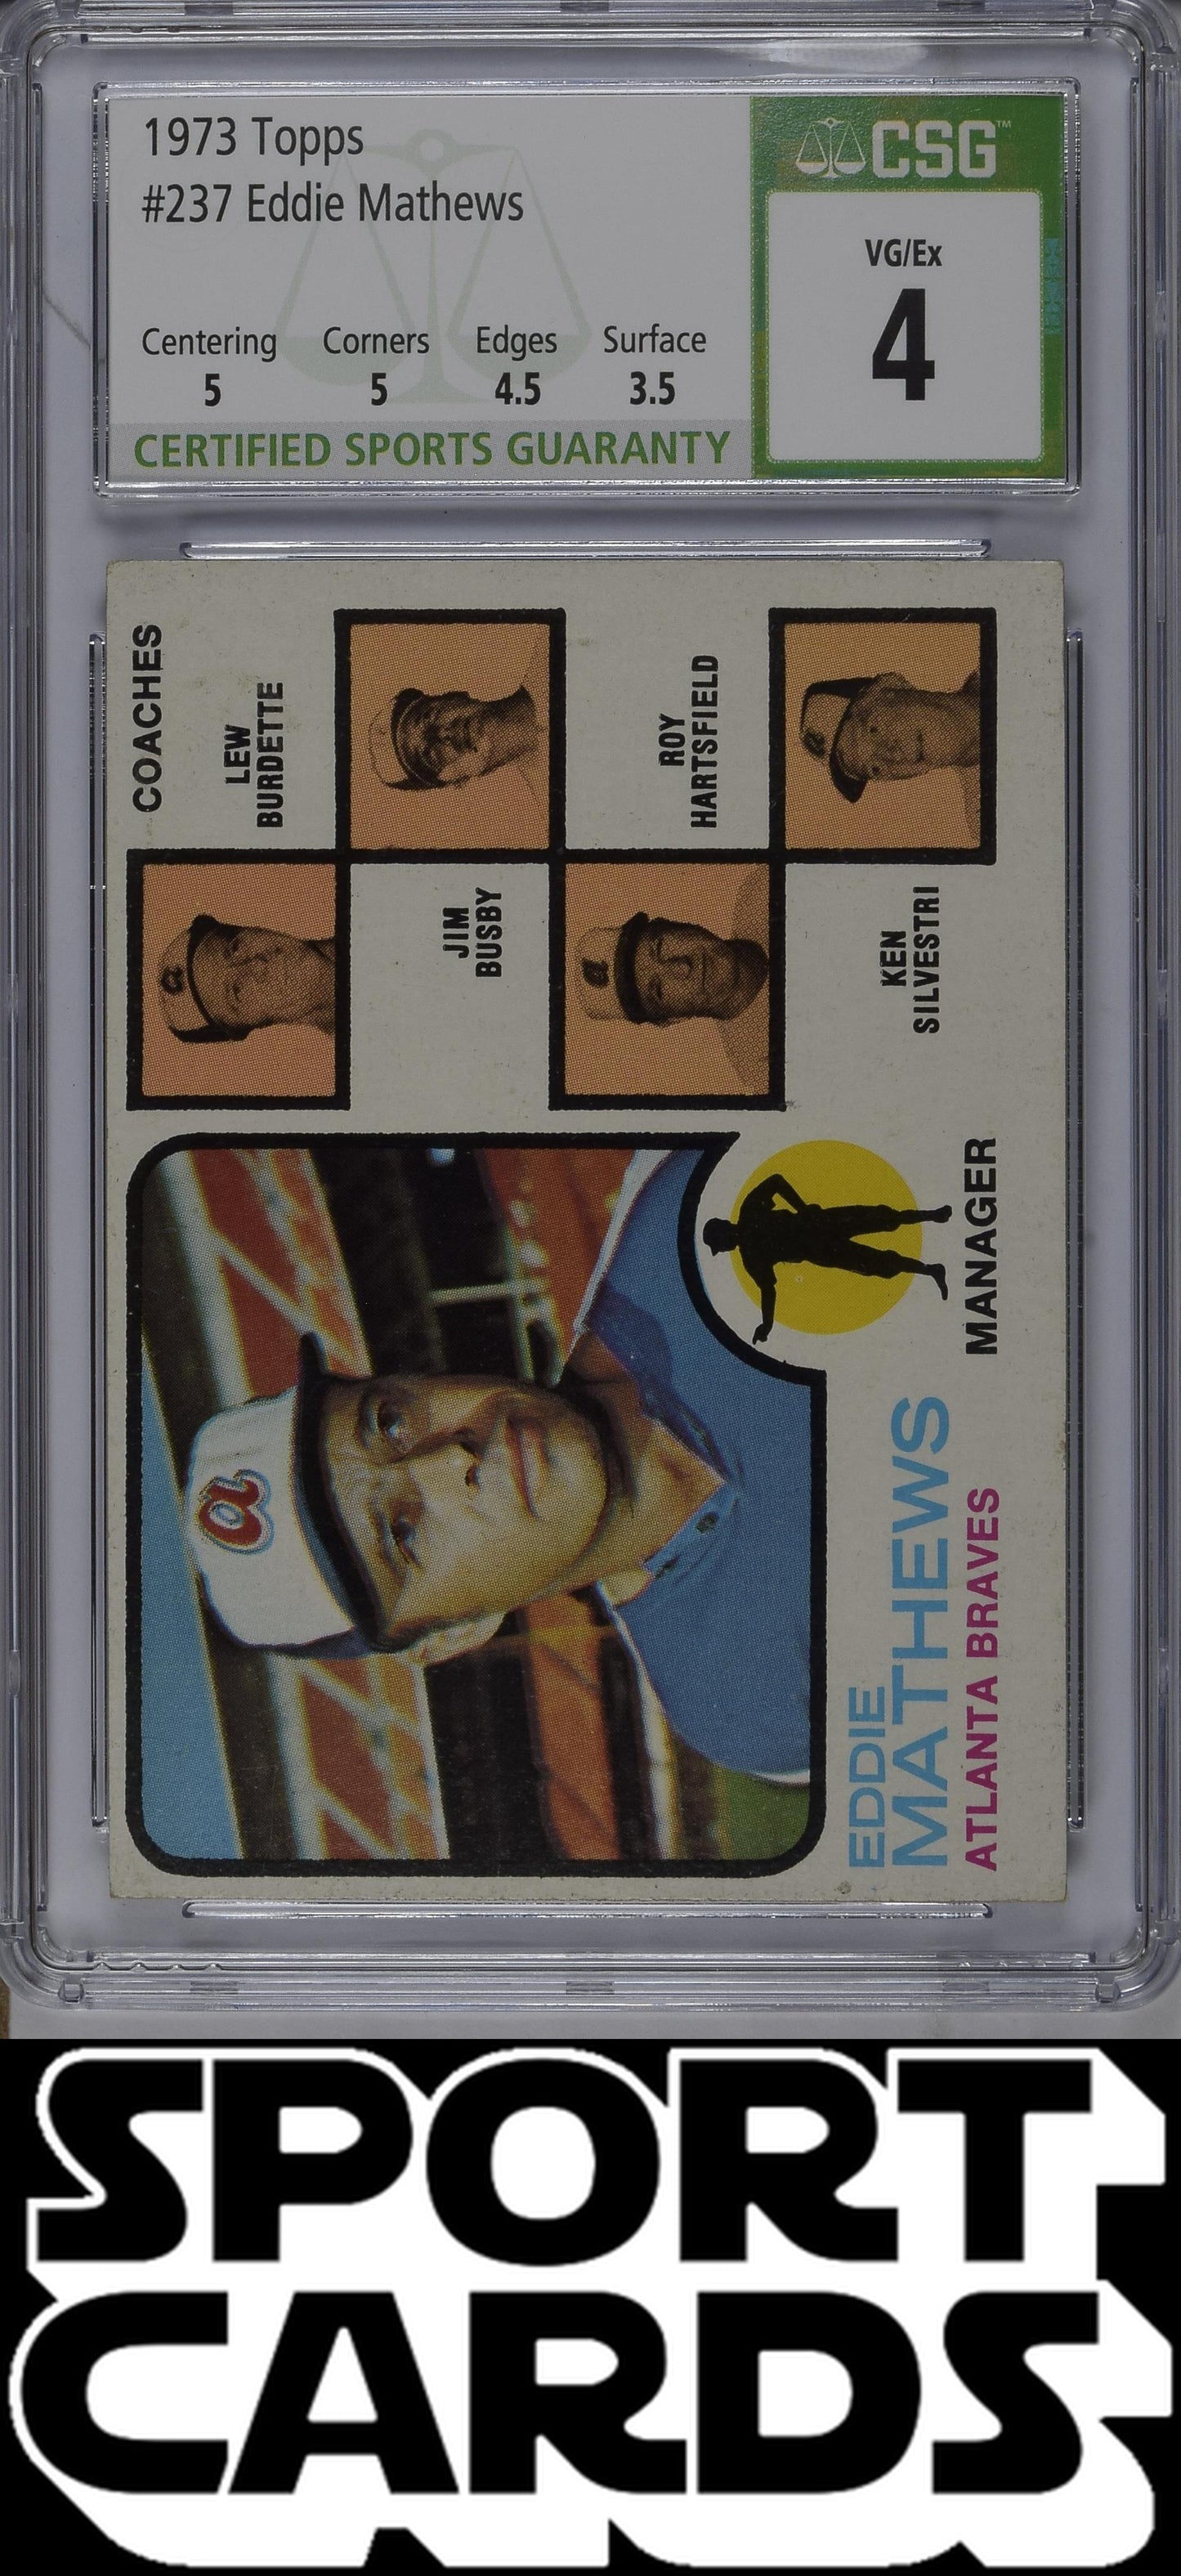 1973 Topps
#237 Eddie Mathews
CSG™
VG/Ex
4
Centering Corners Edges Surface
5 5 4.5 3.5
CERTIFIED SPORTS GUARANTY
COACHES
LEW
BURDETTE
JIM
BUSBY
ROY
HARTSFIELD
KEN
SILVESTRI
MANAGER
EDDIE
MATHEWS
ATLANTA BRAVES
a
a
a
SPORT
CARDS